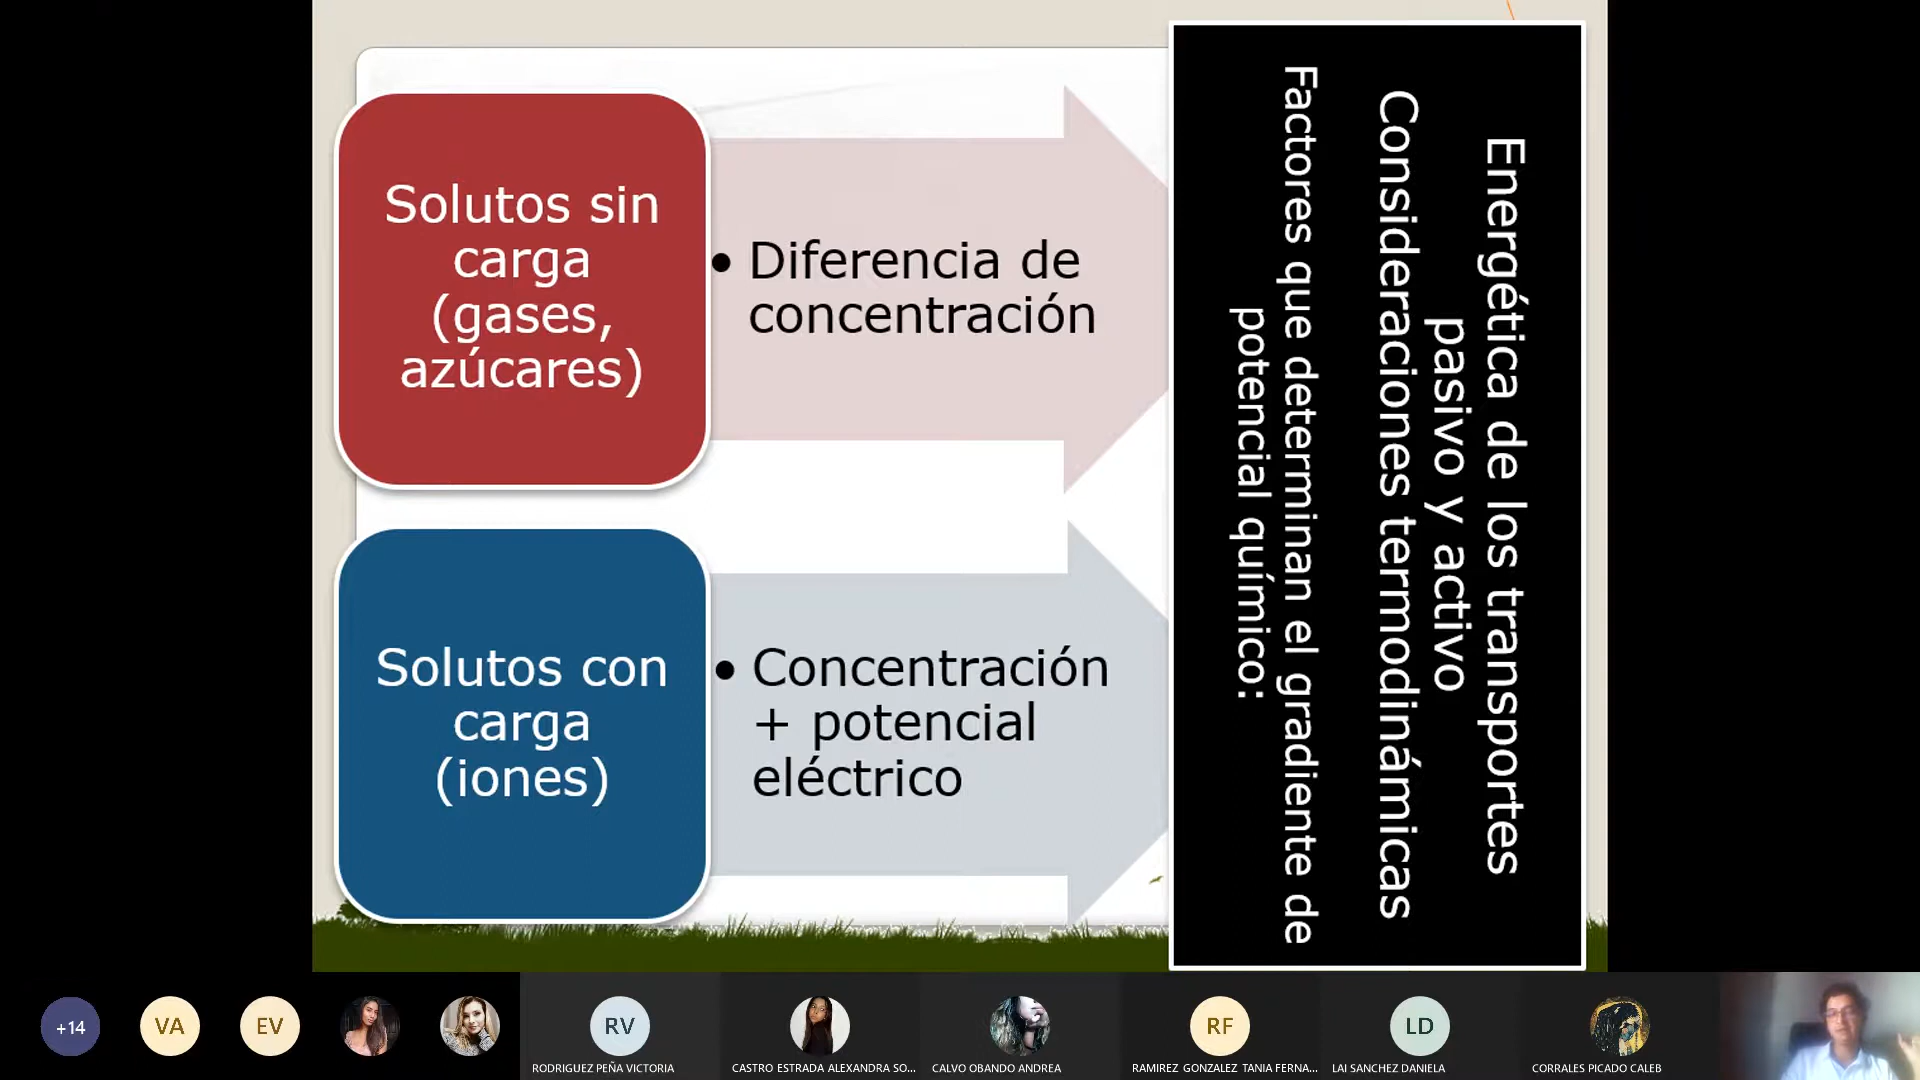 Solutos sin
carga
(gases,
azúcares)
• Diferencia de
concentración
Solutos con
carga
(iones)
• Concentración
+ potencial
eléctrico
Energética de los transportes
pasivo y activo
Consideraciones termodinámicas
Factores que determinan el gradiente de
potencial químico:
+14
VA
EV
RV
RODRIGUEZ PEÑA VICTORIA
CASTRO ESTRADA ALEXANDRA SO...
CALVO OBANDO ANDREA
RF
RAMIREZ GONZALEZ TANIA FERNA...
LD
LAI SANCHEZ DANIELA
CORRALES PICADO CALEB